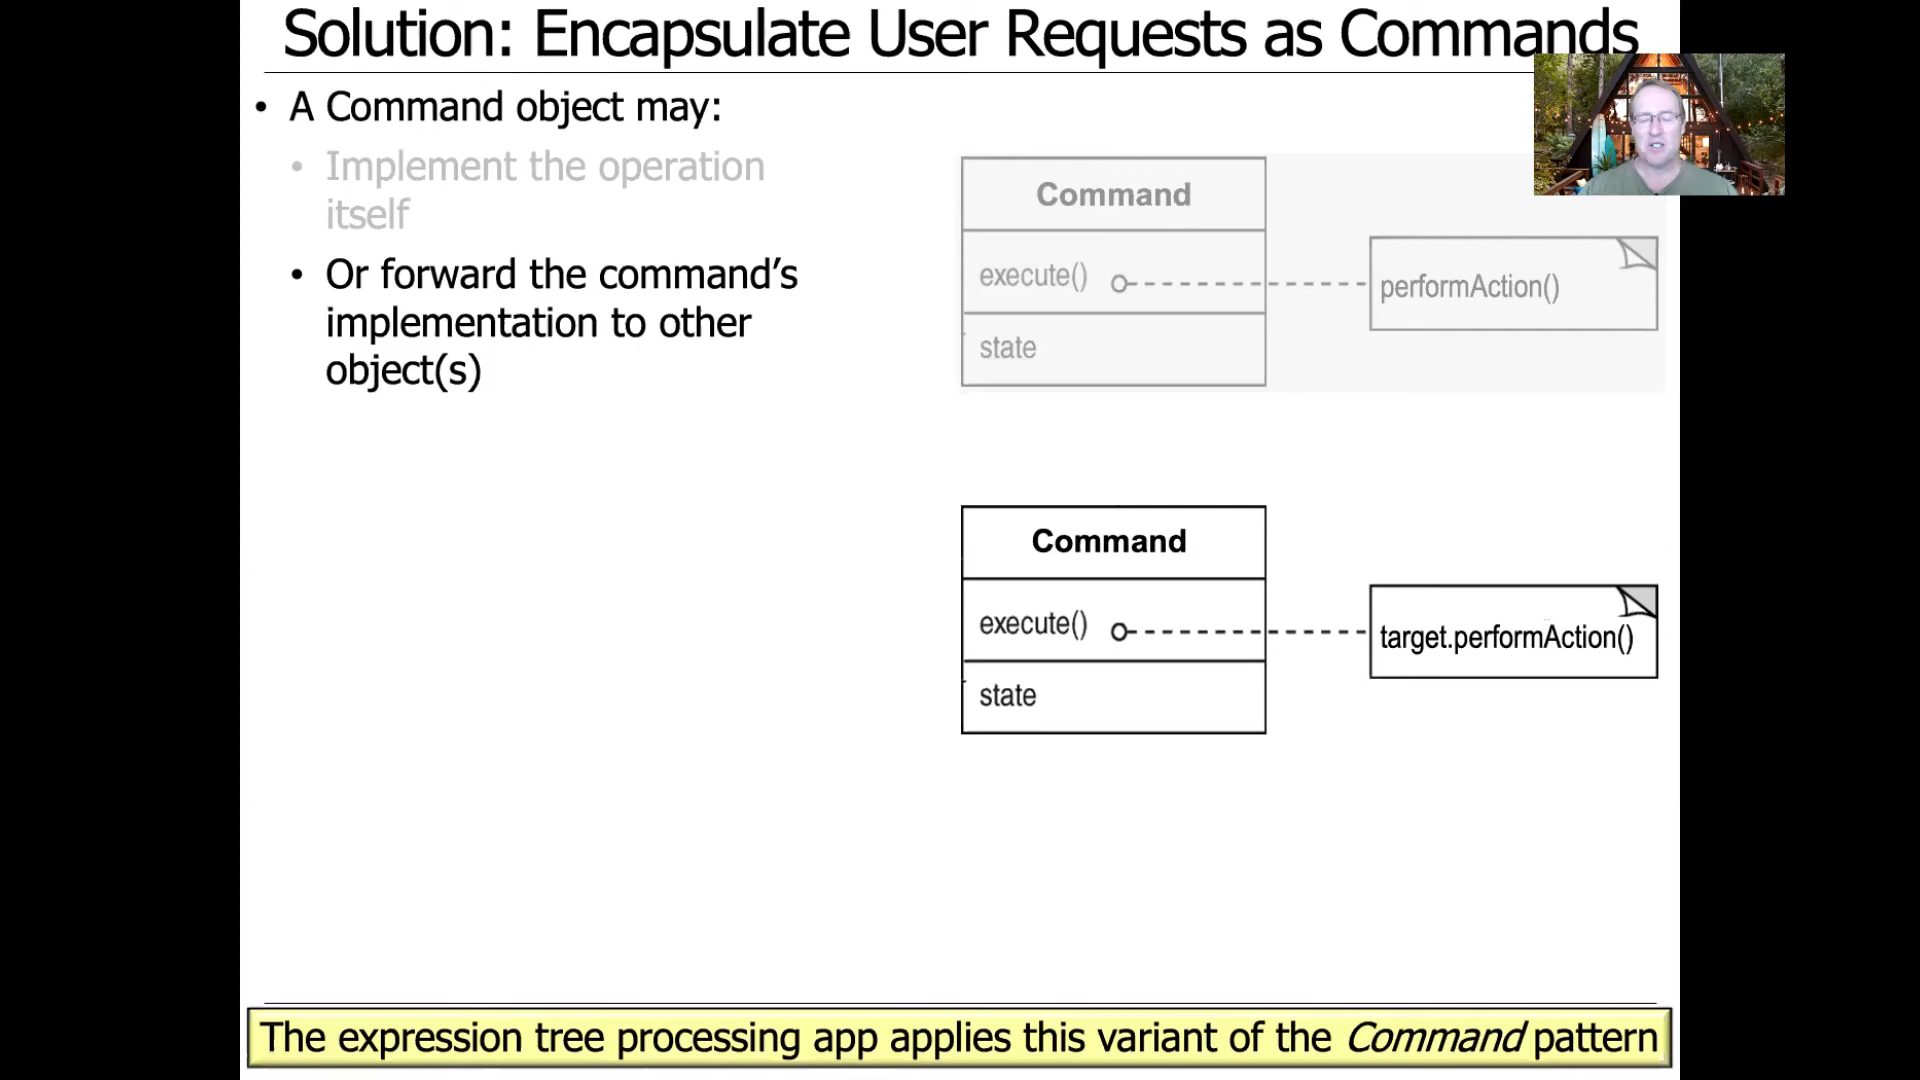 Solution: Encapsulate User Requests as Commands
• A Command object may:
• Implement the operation
itself
• Or forward the command’s
implementation to other
object(s)
Command
execute()
performAction()
state
Command
execute()
target.performAction()
state
The expression tree processing app applies this variant of the Command pattern